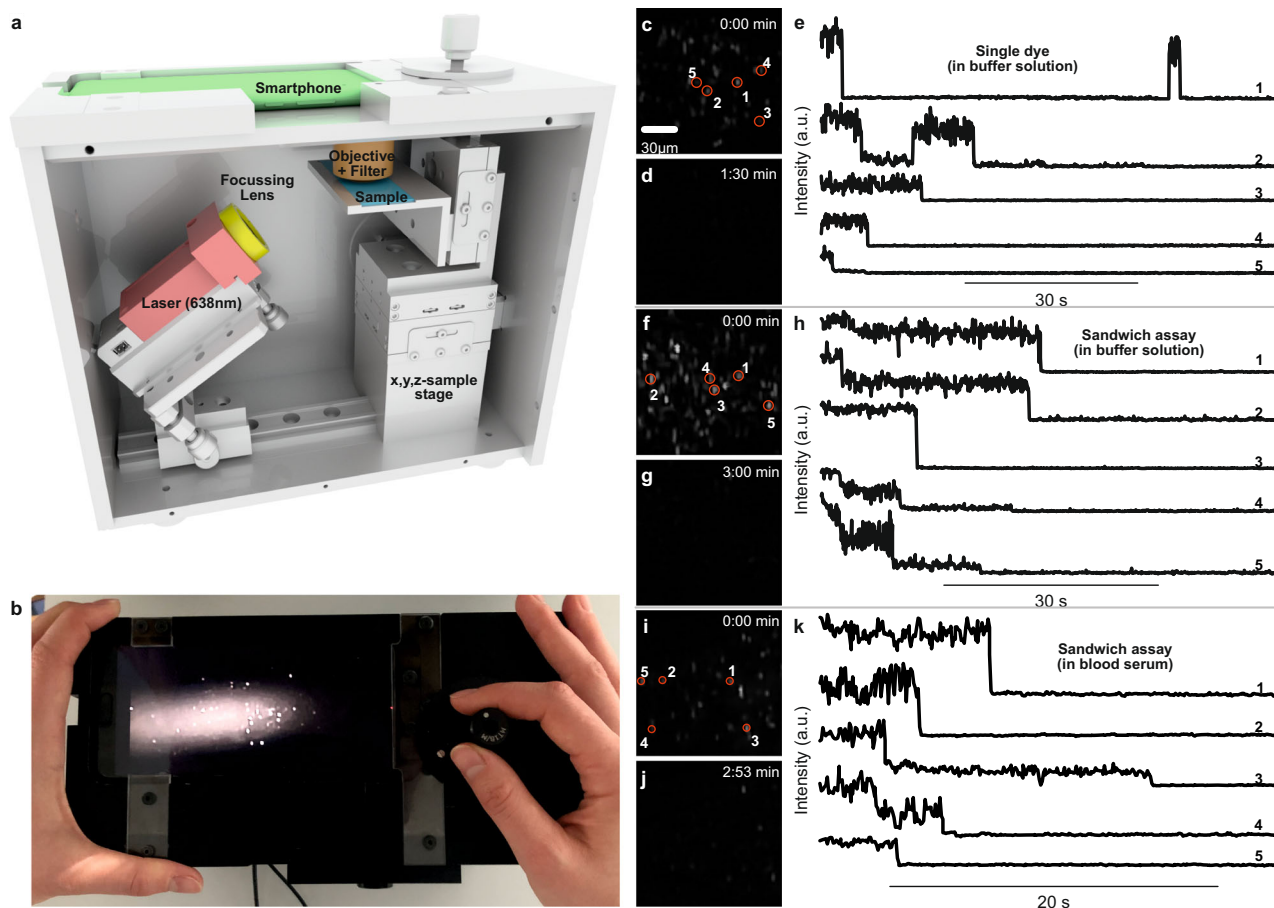 a
Smartphone
Objective
+ Filter
Focussing
Lens
Sample
Laser (638nm)
x,y,z-sample
stage
b
c
0:00 min
5
4
2
1
3
30µm
d
1:30 min
e
Single dye
(in buffer solution)
Intensity (a.u.)
1
2
3
4
5
30 s
f
0:00 min
4
1
2
3
5
g
3:00 min
h
Sandwich assay
(in buffer solution)
Intensity (a.u.)
1
2
3
4
5
30 s
i
0:00 min
5
2
1
4
3
j
2:53 min
k
Sandwich assay
(in blood serum)
Intensity (a.u.)
1
2
3
4
5
20 s